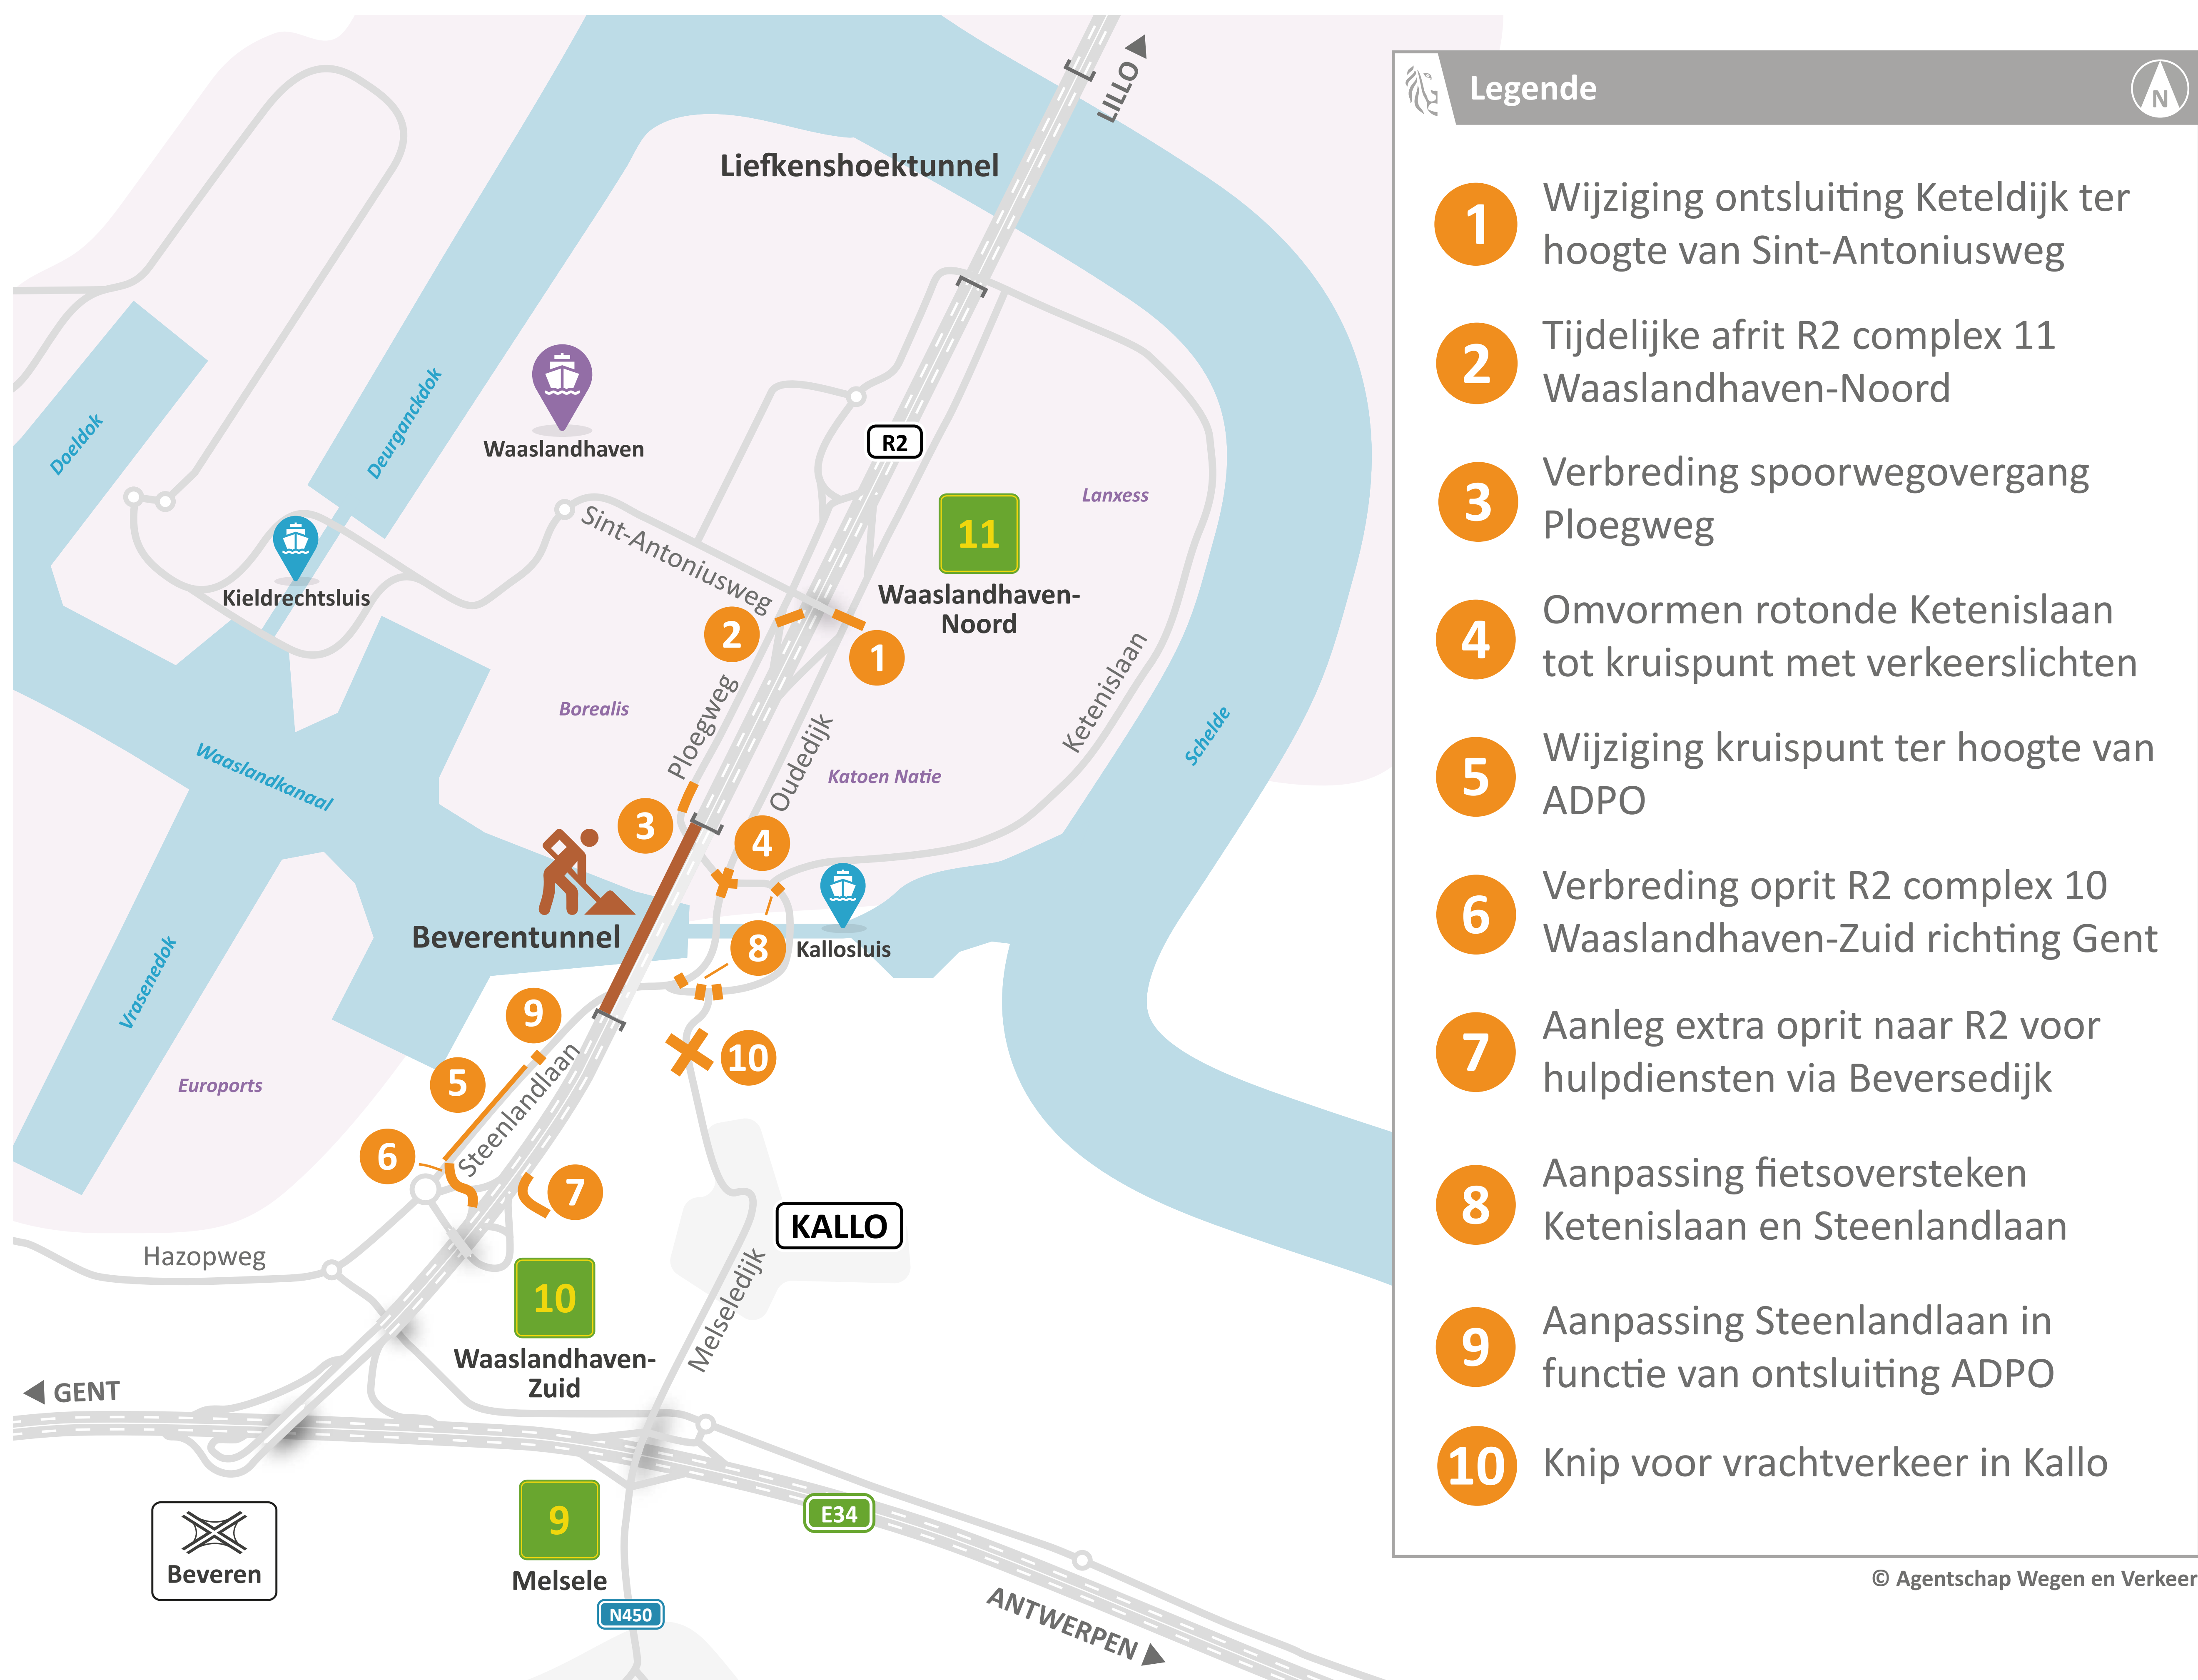 LILLO
Liefkenshoektunnel
Waaslandhaven
R2
Doeldok
Deurganckdok
Lanxess
11
Waaslandhaven-
Noord
Sint-Antoniusweg
Kieldrechtsluis
2
1
Borealis
Ploegweg
Oudedijk
Ketenislaan
Schelde
Katoen Natie
Waaslandkanaal
3
4
Beverentunnel
8
Kallosluis
Vrasenedok
9
5
10
Steenlandlaan
Euroports
6
7
KALLO
Hazopweg
Melseledijk
10
Waaslandhaven-
Zuid
GENT
9
Melsele
E34
Beveren
N450
ANTWERPEN
Legende
N
1
Wijziging ontsluiting Keteldijk ter
hoogte van Sint-Antoniusweg
2
Tijdelijke afrit R2 complex 11
Waaslandhaven-Noord
3
Verbreding spoorwegovergang
Ploegweg
4
Omvormen rotonde Ketenislaan
tot kruispunt met verkeerslichten
5
Wijziging kruispunt ter hoogte van
ADPO
6
Verbreding oprit R2 complex 10
Waaslandhaven-Zuid richting Gent
7
Aanleg extra oprit naar R2 voor
hulpdiensten via Beversedijk
8
Aanpassing fietsoversteken
Ketenislaan en Steenlandlaan
9
Aanpassing Steenlandlaan in
functie van ontsluiting ADPO
10
Knip voor vrachtverkeer in Kallo
© Agentschap Wegen en Verkeer